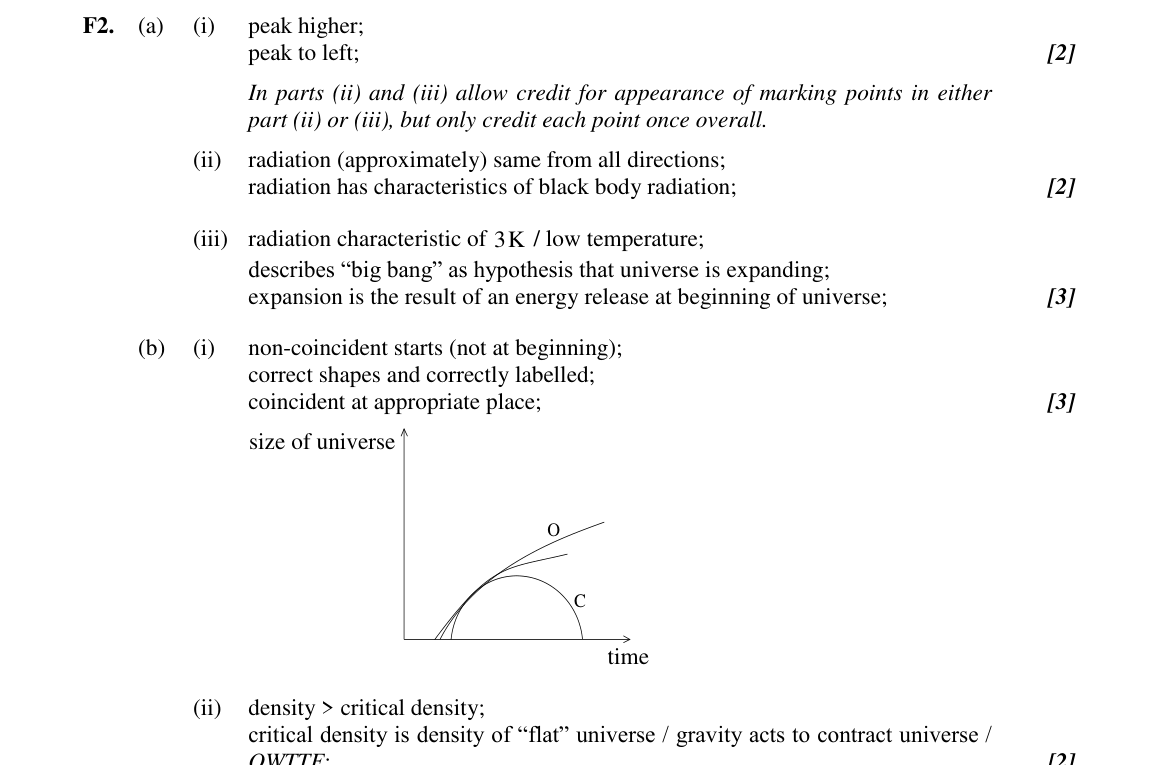 F2. (a) (i) peak higher;
peak to left; [2]
In parts (ii) and (iii) allow credit for appearance of marking points in either
part (ii) or (iii), but only credit each point once overall.
(ii) radiation (approximately) same from all directions;
radiation has characteristics of black body radiation; [2]
(iii) radiation characteristic of 3K / low temperature;
describes “big bang” as hypothesis that universe is expanding;
expansion is the result of an energy release at beginning of universe; [3]
(b) (i) non-coincident starts (not at beginning);
correct shapes and correctly labelled;
coincident at appropriate place; [3]
size of universe
O
C
time
(ii) density > critical density;
critical density is density of “flat” universe / gravity acts to contract universe /
OWTTE; [2]